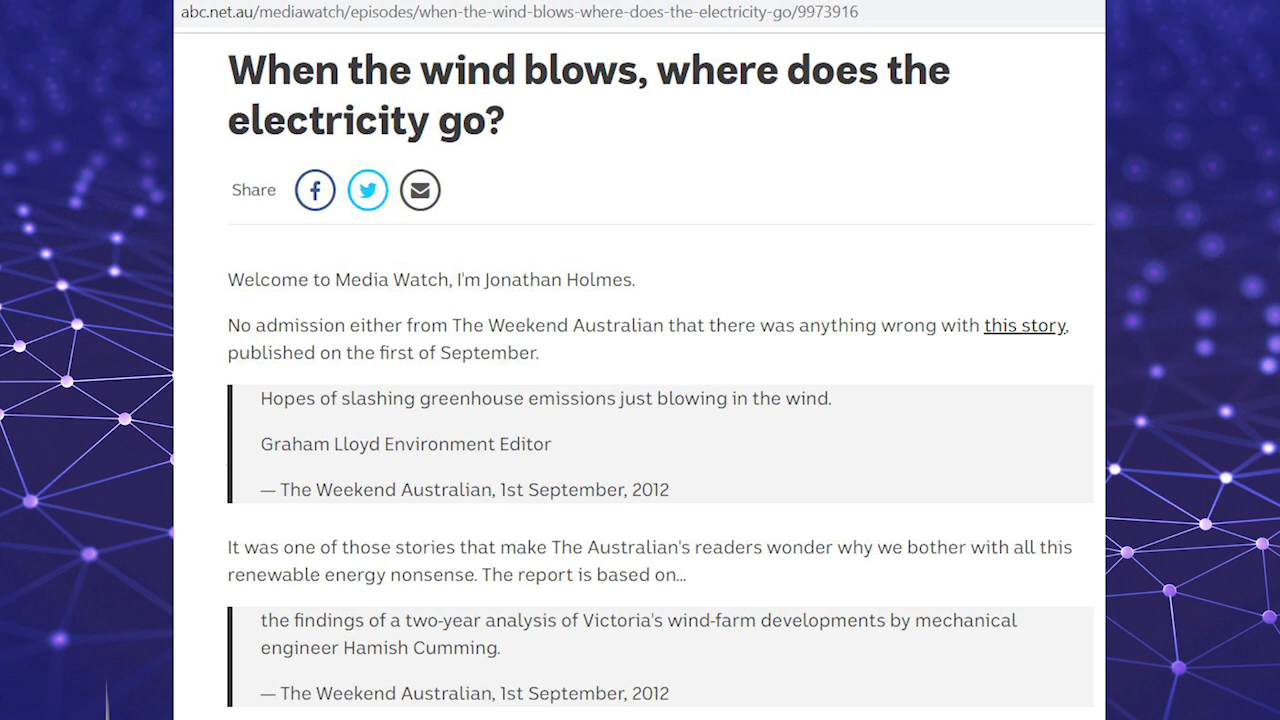 abc.net.au/mediawatch/episodes/when-the-wind-blows-where-does-the-electricity-go/9973916
When the wind blows, where does the
electricity go?
Share
Welcome to Media Watch, I'm Jonathan Holmes.
No admission either from The Weekend Australian that there was anything wrong with this story,
published on the first of September.
Hopes of slashing greenhouse emissions just blowing in the wind.
Graham Lloyd Environment Editor
— The Weekend Australian, 1st September, 2012
It was one of those stories that make The Australian's readers wonder why we bother with all this
renewable energy nonsense. The report is based on...
the findings of a two-year analysis of Victoria's wind-farm developments by mechanical
engineer Hamish Cumming.
— The Weekend Australian, 1st September, 2012